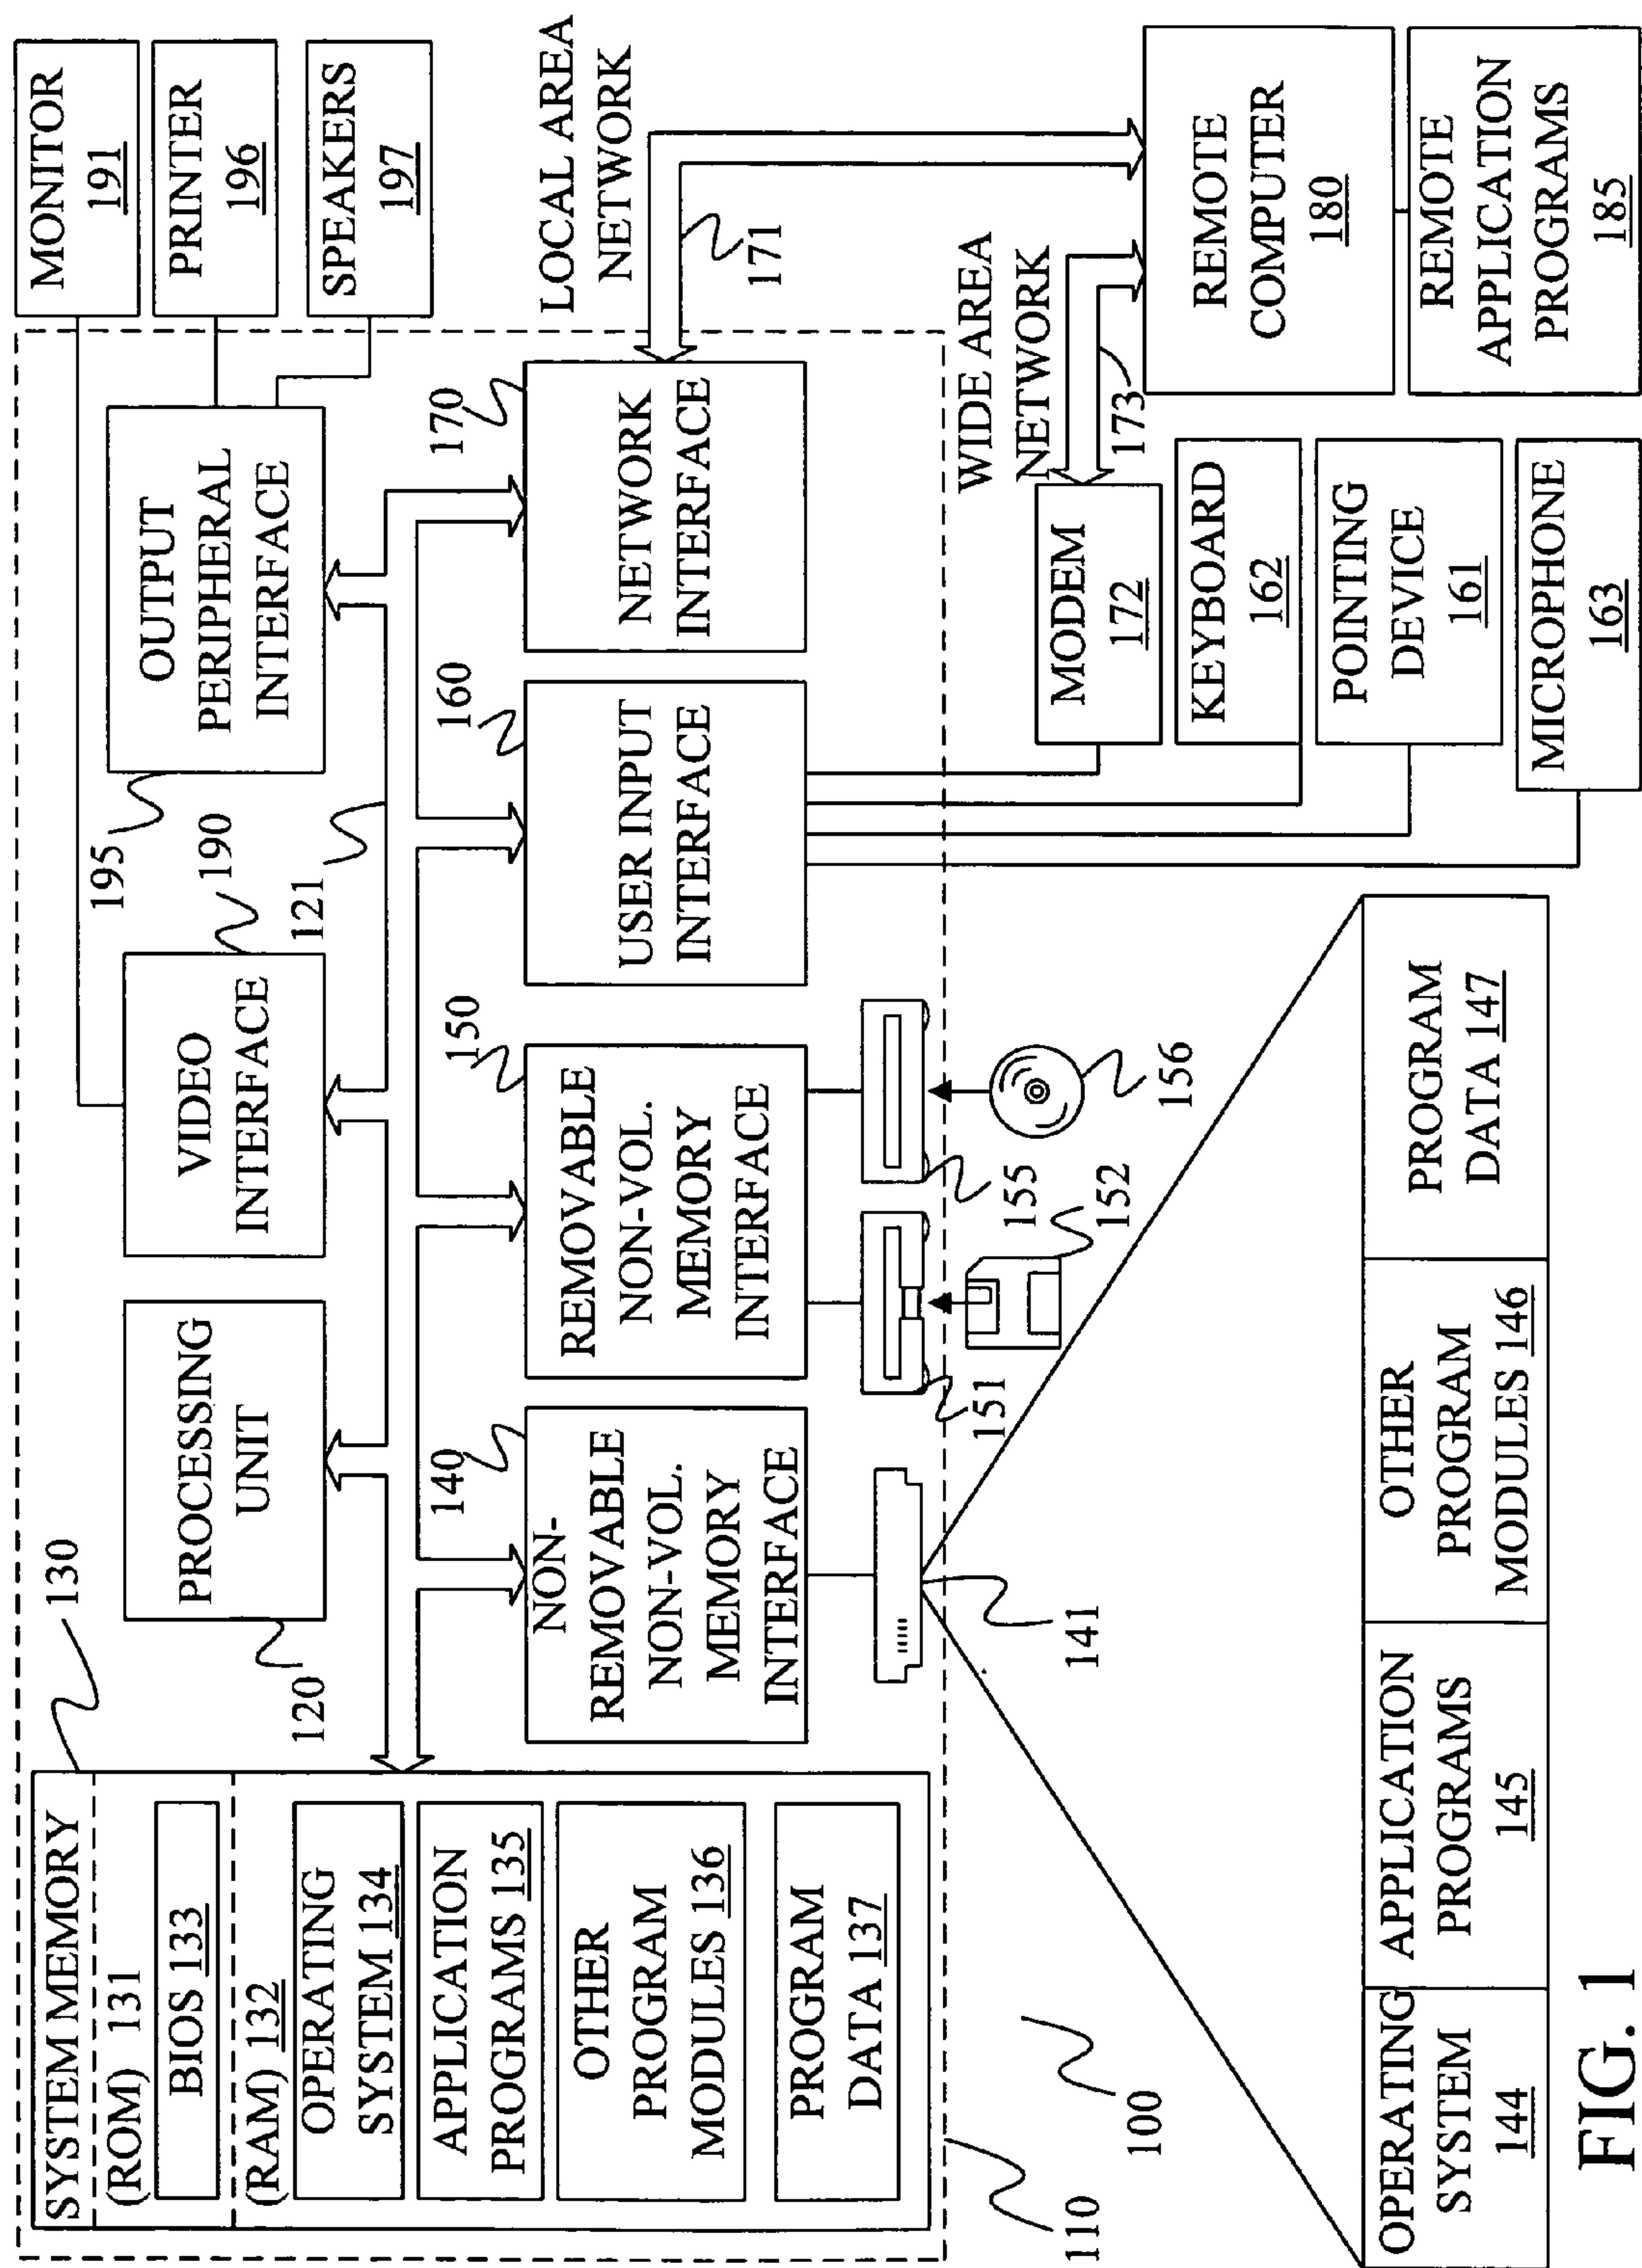 SYSTEM MEMORY
(ROM) 131
BIOS 133
(RAM) 132
OPERATING
SYSTEM 134
APPLICATION
PROGRAMS 135
OTHER
PROGRAM
MODULES 136
PROGRAM
DATA 137
130
PROCESSING
UNIT
120
VIDEO
INTERFACE
190
121
OUTPUT
PERIPHERAL
INTERFACE
195
MONITOR
191
PRINTER
196
SPEAKERS
197
NON-
REMOVABLE
NON-VOL.
MEMORY
INTERFACE
140
REMOVABLE
NON-VOL.
MEMORY
INTERFACE
150
USER INPUT
INTERFACE
160
NETWORK
INTERFACE
170
LOCAL AREA
NETWORK
171
WIDE AREA
NETWORK
173
141
151
152
155
156
MODEM
172
KEYBOARD
162
POINTING
DEVICE
161
MICROPHONE
163
REMOTE
COMPUTER
180
REMOTE
APPLICATION
PROGRAMS
185
110
100
OPERATING
SYSTEM
144
APPLICATION
PROGRAMS
145
OTHER
PROGRAM
MODULES 146
PROGRAM
DATA 147
FIG. 1